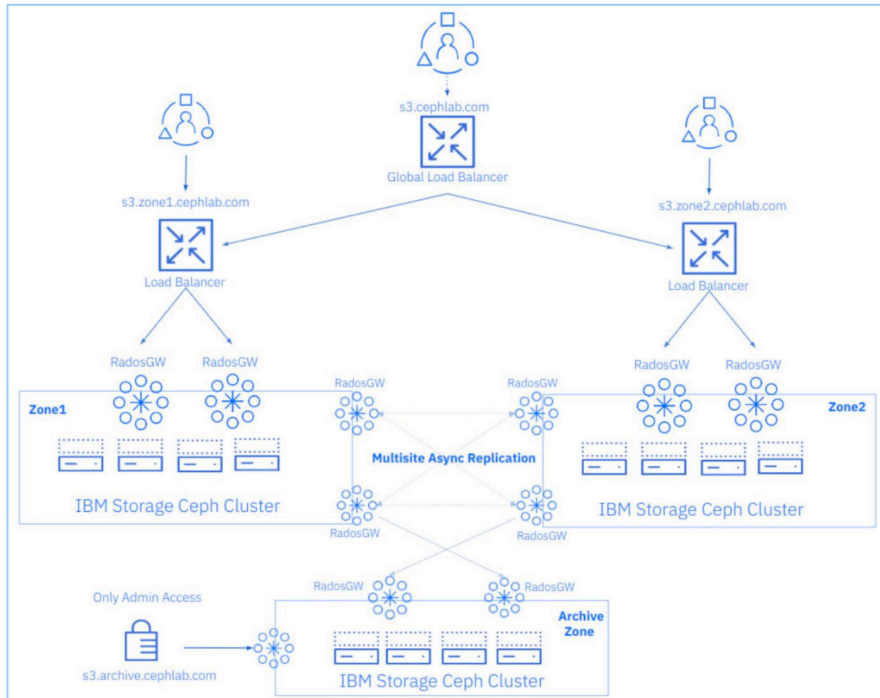 s3.cephlab.com
Global Load Balancer
s3.zone1.cephlab.com
s3.zone2.cephlab.com
Load Balancer
Load Balancer
RadosGW
RadosGW
RadosGW
RadosGW
RadosGW
RadosGW
Zone1
Zone2
Multisite Async Replication
IBM Storage Ceph Cluster
IBM Storage Ceph Cluster
RadosGW
RadosGW
RadosGW
RadosGW
Only Admin Access
Archive
Zone
s3.archive.cephlab.com
IBM Storage Ceph Cluster